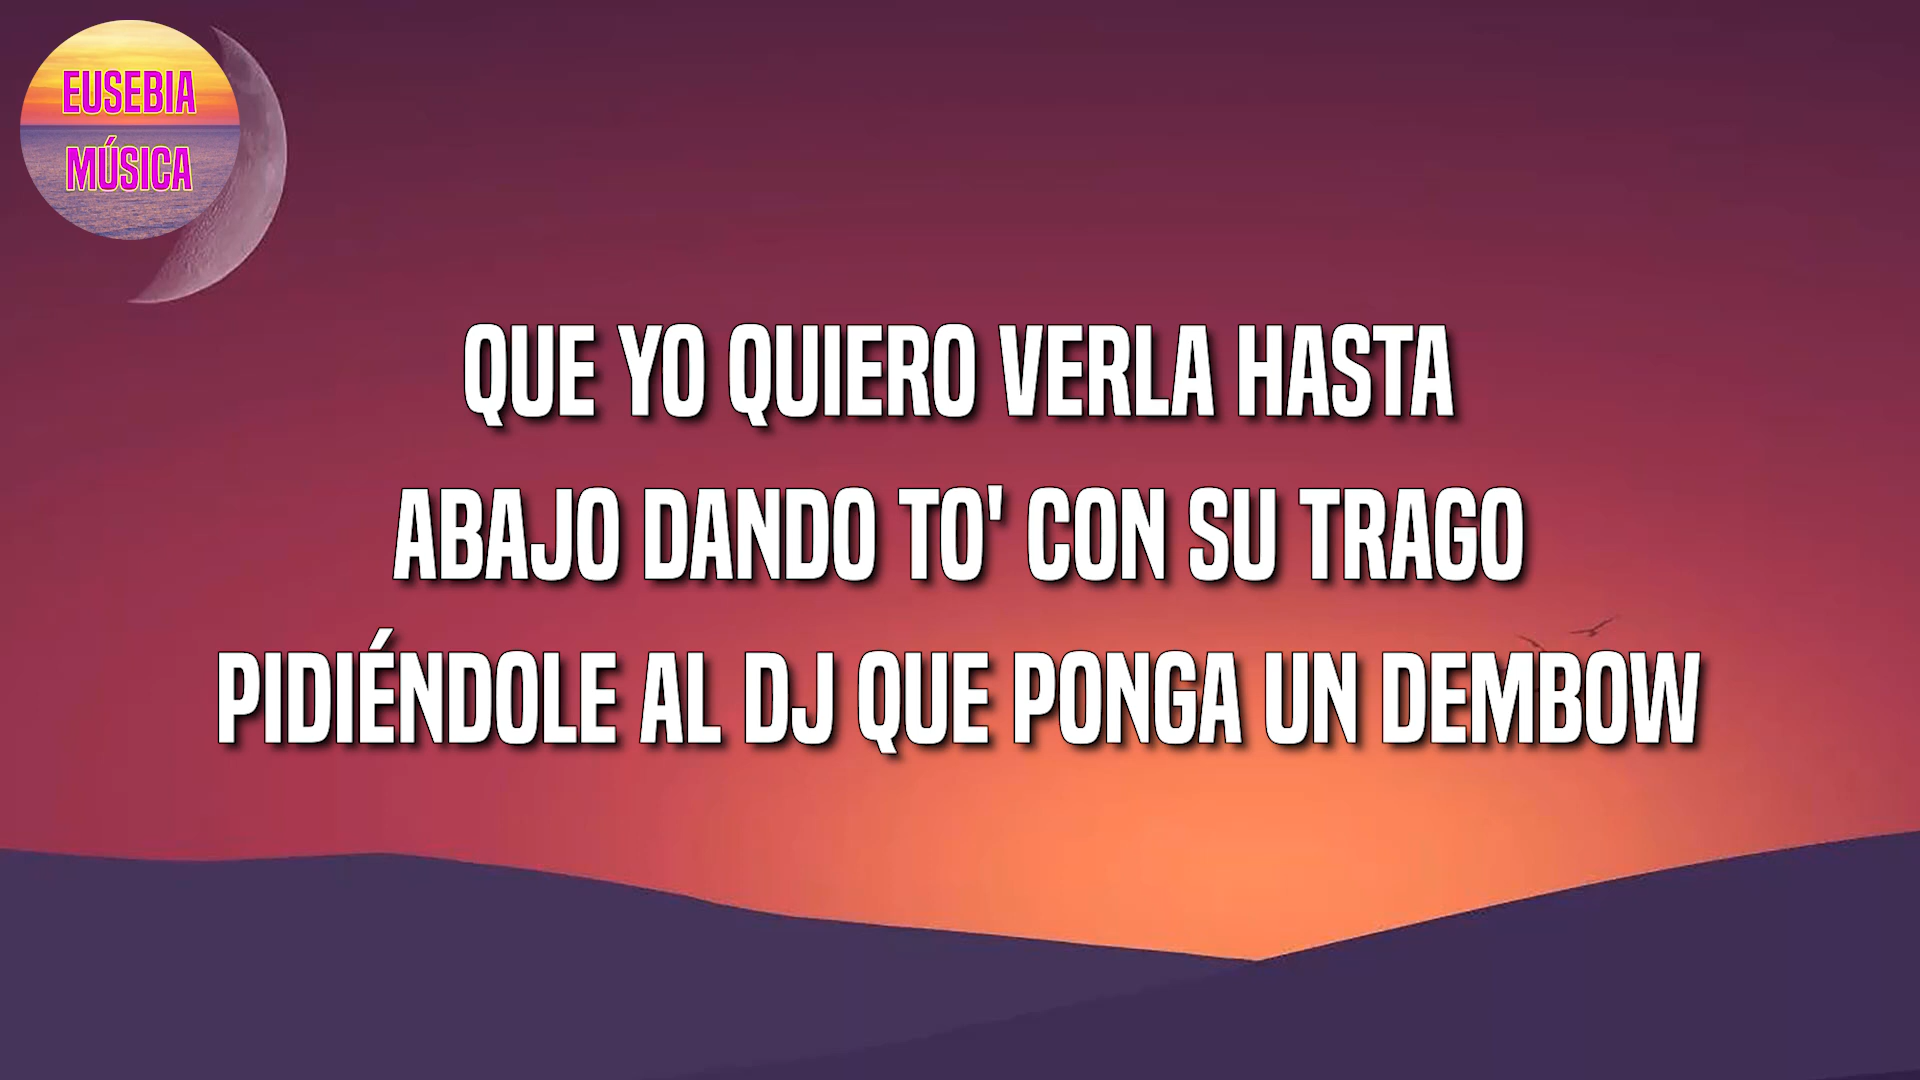 EUSEBIA
MÚSICA
QUE YO QUIERO VERLA HASTA
ABAJO DANDO TO' CON SU TRAGO
PIDIÉNDOLE AL DJ QUE PONGA UN DEMBOW